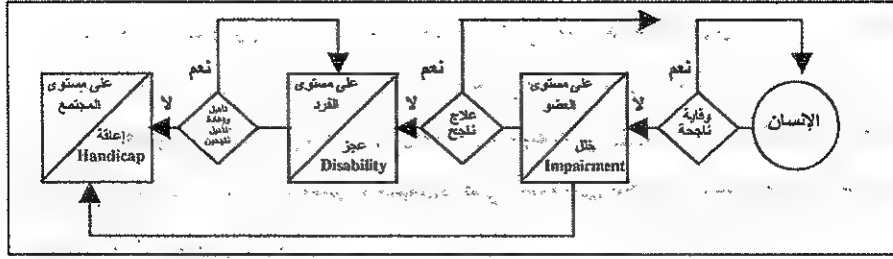 الإنسان
نعم
وقاية
ناجحة
لا
على مستوى
العضو
خلل
Impairment
نعم
علاج
ناجح
لا
على مستوى
الفرد
عجز
Disability
نعم
تأهيل
وإعادة
تأهيل
لا
على مستوى
المجتمع
إعاقة
Handicap